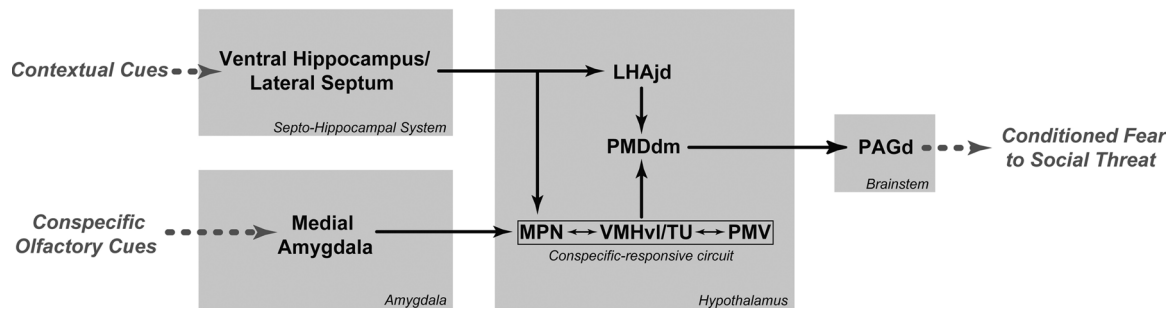 Contextual Cues
Ventral Hippocampus/
Lateral Septum
Septo-Hippocampal System
LHAjd
PMDdm
PAGd
Brainstem
Conditioned Fear
to Social Threat
Conspecific
Olfactory Cues
Medial
Amygdala
Amygdala
MPN VMHvl/TU PMV
Conspecific-responsive circuit
Hypothalamus